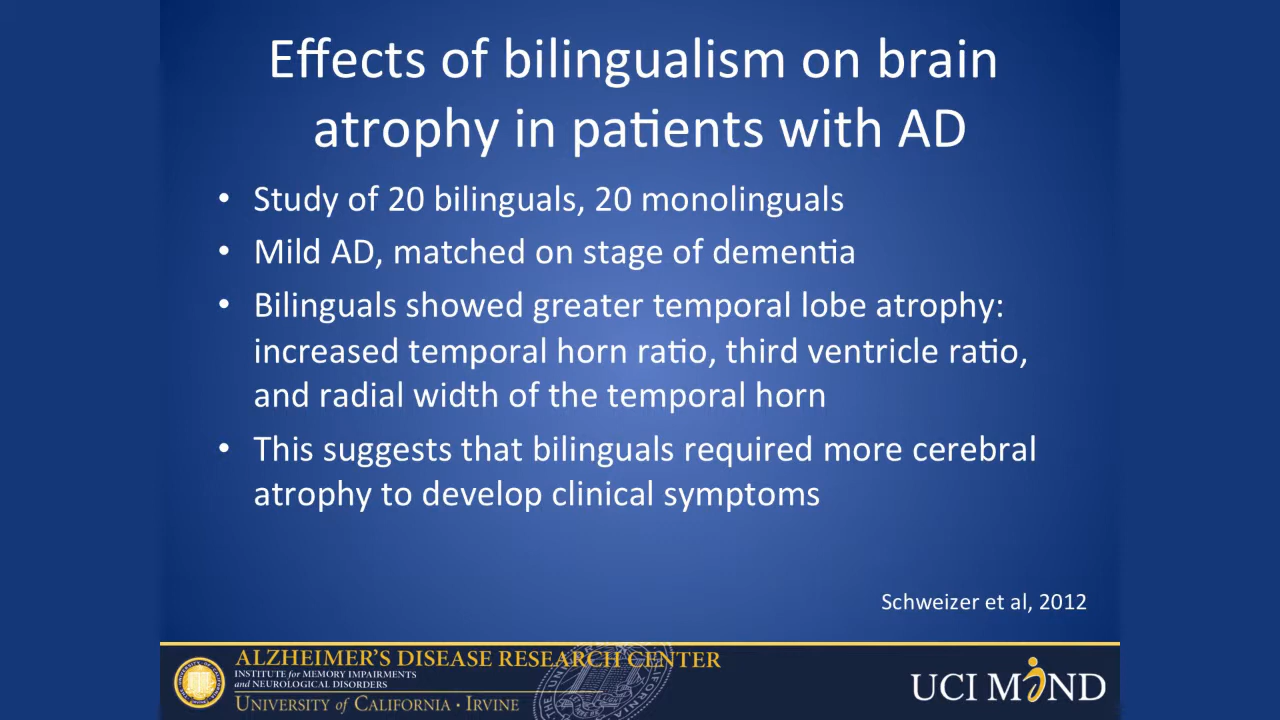 Effects of bilingualism on brain
atrophy in patients with AD
• Study of 20 bilinguals, 20 monolinguals
• Mild AD, matched on stage of dementia
• Bilinguals showed greater temporal lobe atrophy:
increased temporal horn ratio, third ventricle ratio,
and radial width of the temporal horn
• This suggests that bilinguals required more cerebral
atrophy to develop clinical symptoms
Schweizer et al, 2012
ALZHEIMER'S DISEASE RESEARCH CENTER
INSTITUTE for MEMORY IMPAIRMENTS
and NEUROLOGICAL DISORDERS
UNIVERSITY of CALIFORNIA • IRVINE
UCI MIND